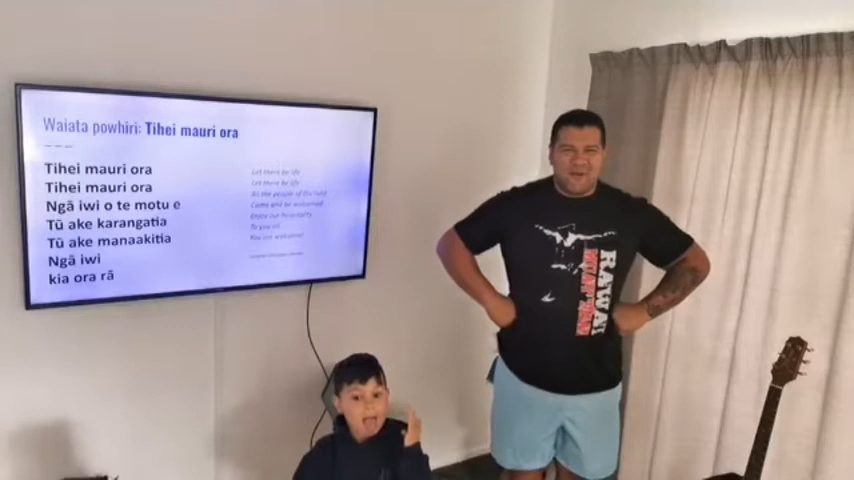 Waiata powhiri: Tihei mauri ora
Tihei mauri ora
Tihei mauri ora
Ngā iwi o te motu e
Tū ake karangatia
Tū ake manaakitia
Ngā iwi
kia ora rā
Let there be life
Let there be life
All the people of the land
Come and be welcomed
Enjoy our hospitality
To you all
You are welcome
RAWAI